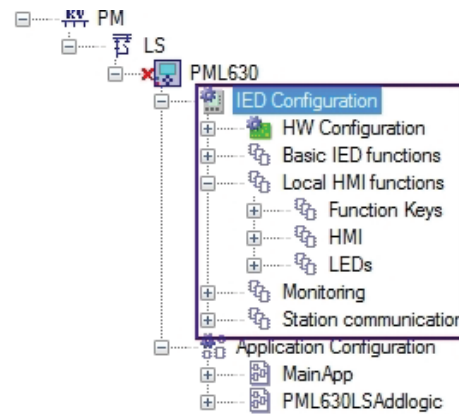 PM
LS
PML630
IED Configuration
HW Configuration
Basic IED functions
Local HMI functions
Function Keys
HMI
LEDs
Monitoring
Station communication
Application Configuration
MainApp
PML630LSAddlogic